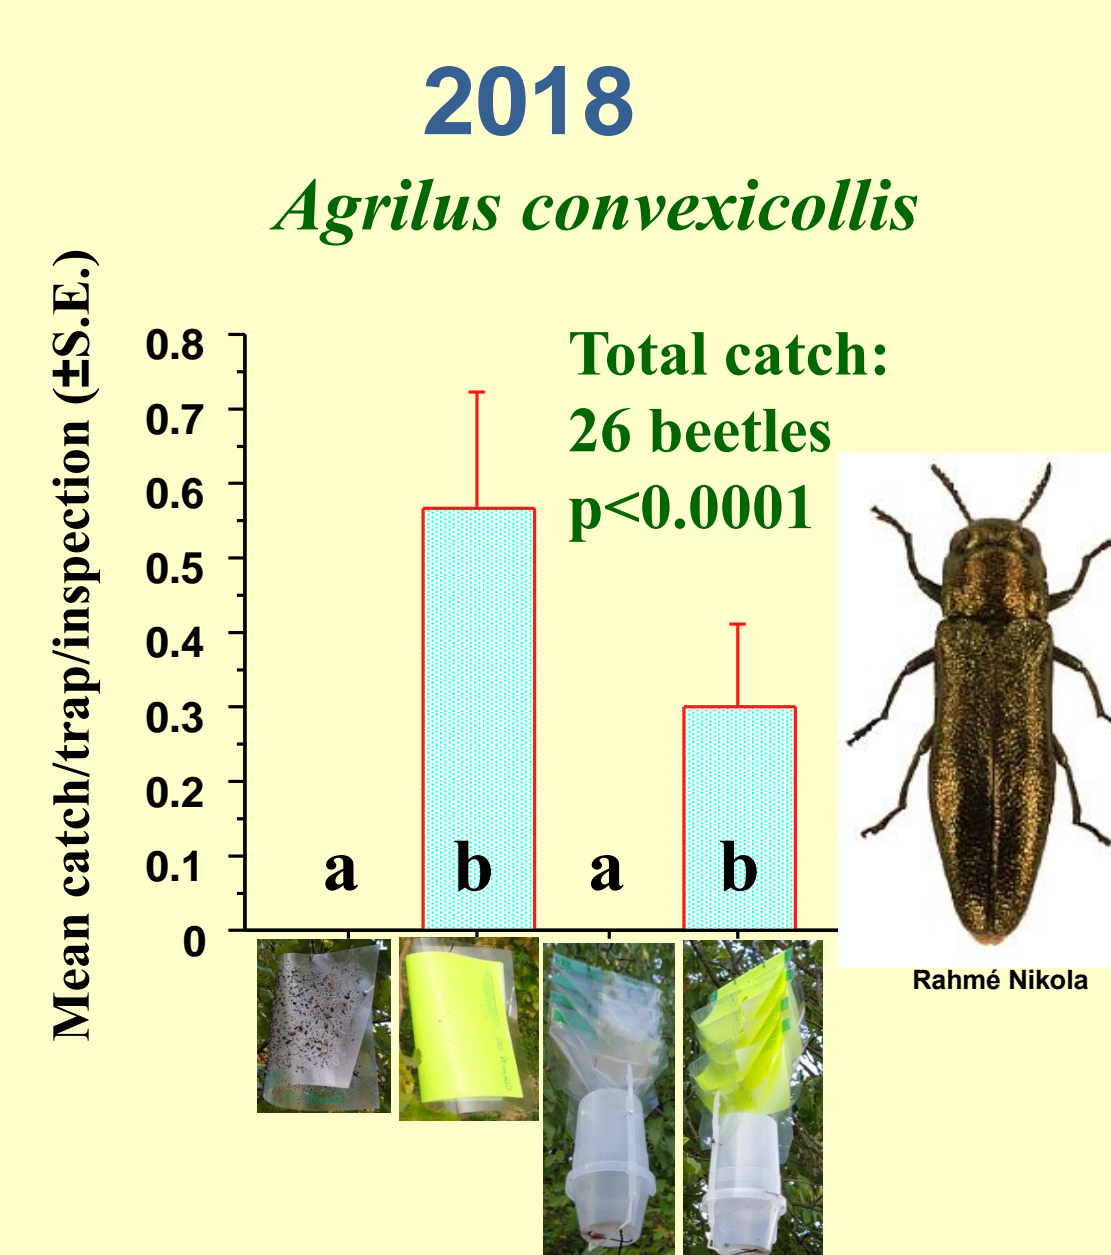 2018
Agrilus convexicollis
Mean catch/trap/inspection (±S.E.)
0.8
0.7
0.6
0.5
0.4
0.3
0.2
0.1
0
Total catch:
26 beetles
p<0.0001
a
b
a
b
Rahmé Nikola